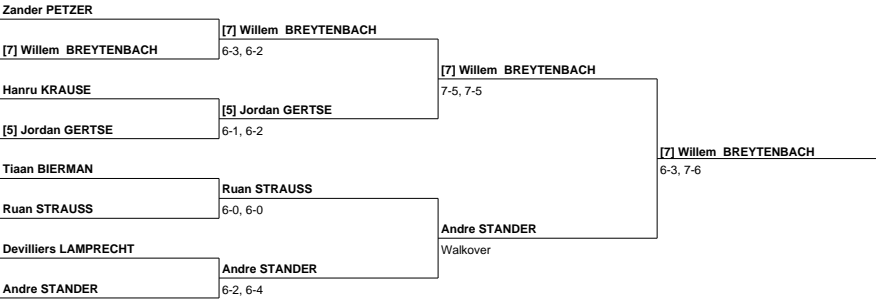 Zander PETZER
[7] Willem  BREYTENBACH
[7] Willem  BREYTENBACH
6-3, 6-2
[7] Willem  BREYTENBACH
7-5, 7-5
Hanru KRAUSE
[5] Jordan GERTSE
[5] Jordan GERTSE
6-1, 6-2
[7] Willem  BREYTENBACH
6-3, 7-6
Tiaan BIERMAN
Ruan STRAUSS
Ruan STRAUSS
6-0, 6-0
Andre STANDER
Walkover
Devilliers LAMPRECHT
Andre STANDER
Andre STANDER
6-2, 6-4